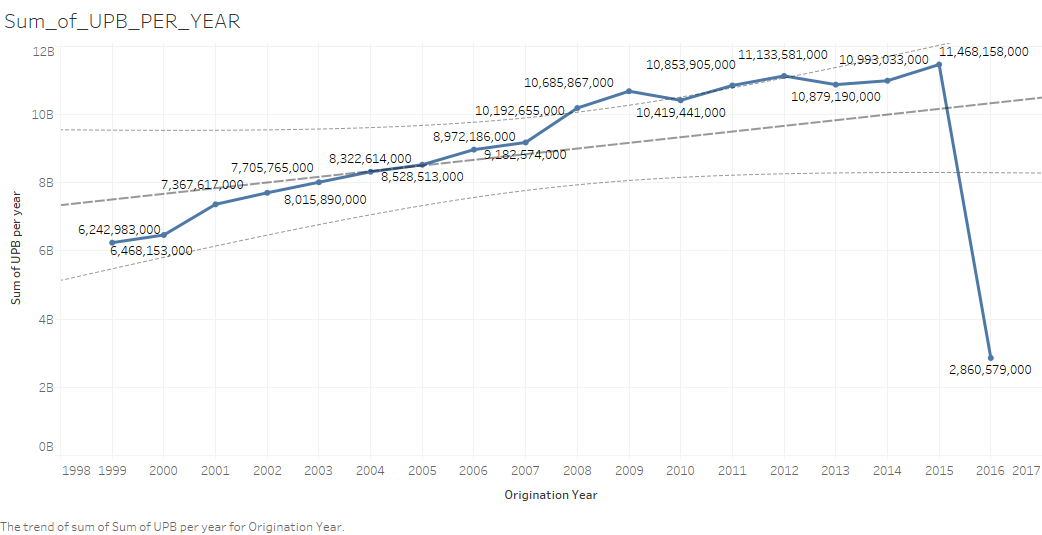 Sum_of_UPB_PER_YEAR
12B
10B
8B
6B
4B
2B
0B
Sum of UPB per year
6,242,983,000
6,468,153,000
7,367,617,000
7,705,765,000
8,015,890,000
8,322,614,000
8,528,513,000
8,972,186,000
9,182,574,000
10,192,655,000
10,685,867,000
10,419,441,000
10,853,905,000
11,133,581,000
10,879,190,000
10,993,033,000
11,468,158,000
2,860,579,000
1998 1999 2000 2001 2002 2003 2004 2005 2006 2007 2008 2009 2010 2011 2012 2013 2014 2015 2016 2017
Origination Year
The trend of sum of Sum of UPB per year for Origination Year.